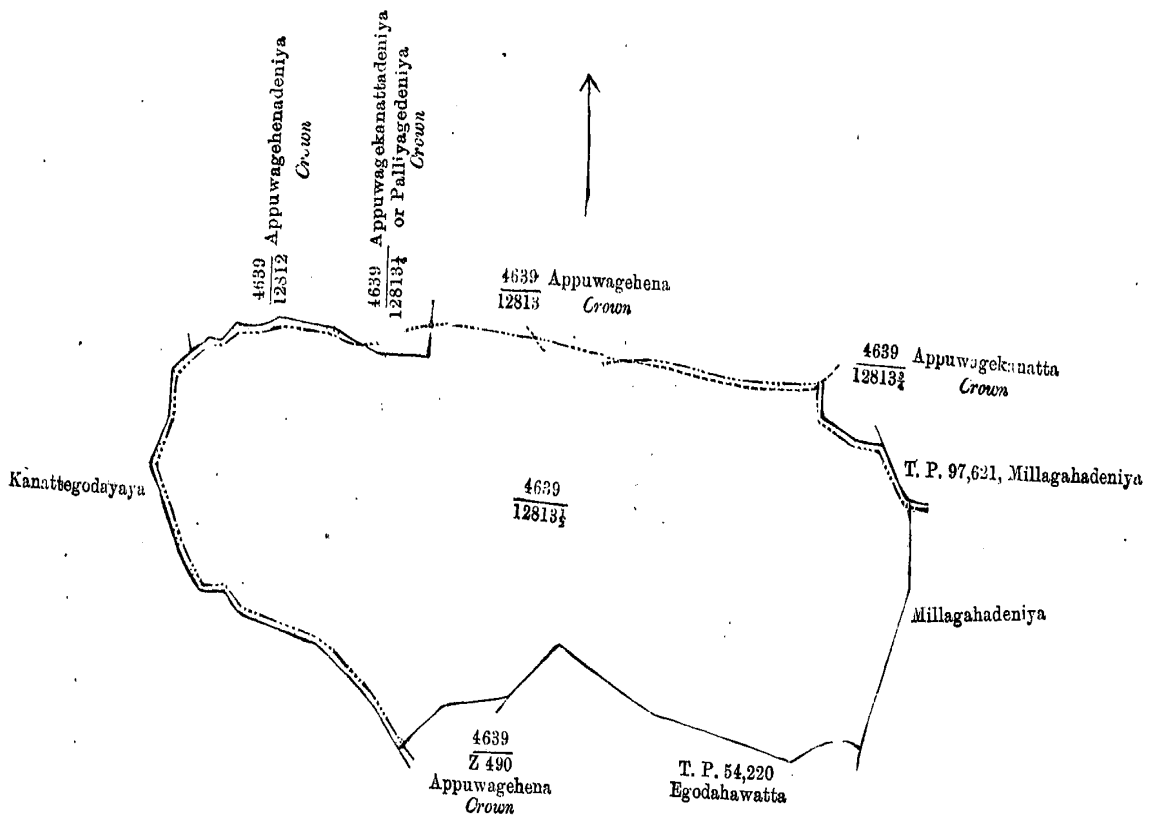 4639
12812
Appuwagehenadeniya
Crown
4639
12813¼
Appuwagekanattadeniya
or Palliyagedeniya
Crown
4639
12813
Appuwagehena
Crown
4639
12813¾
Appuwagekanatta
Crown
T. P. 97,621, Millagahadeniya
Kanattegodayaya
4639
12813½
Millagahadeniya
4639
Z 490
Appuwagehena
Crown
T. P. 54,220
Egodahawatta